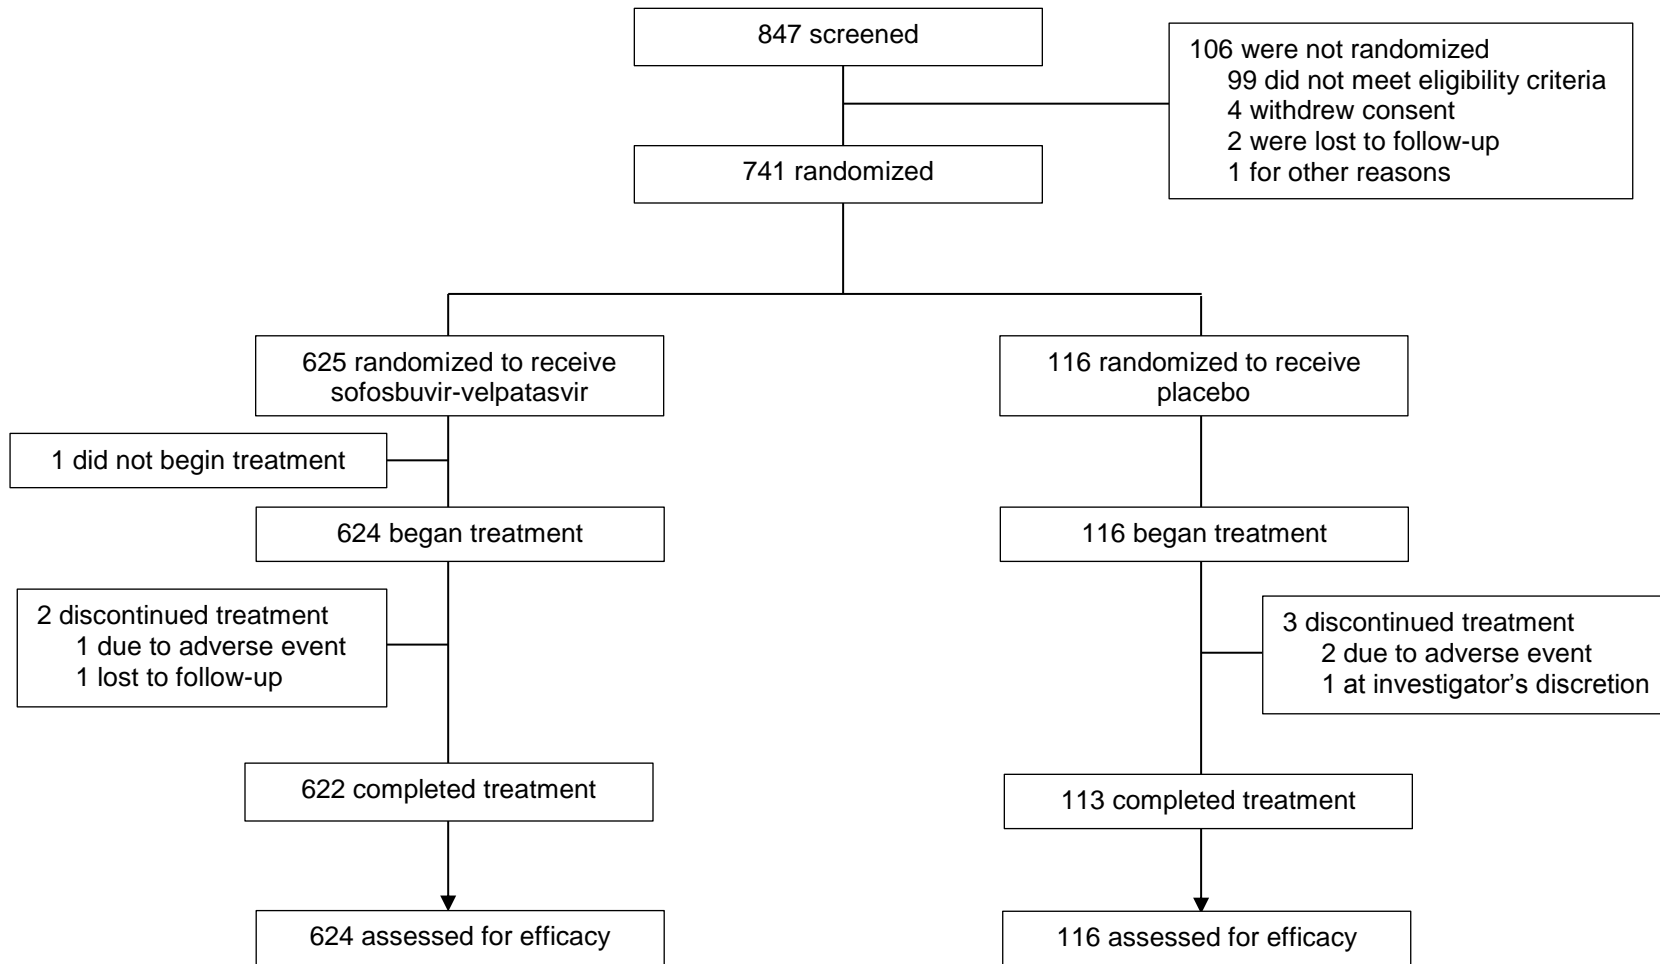 847 screened
106 were not randomized
99 did not meet eligibility criteria
4 withdrew consent
2 were lost to follow-up
1 for other reasons
741 randomized
625 randomized to receive
sofosbuvir-velpatasvir
116 randomized to receive
placebo
1 did not begin treatment
624 began treatment
116 began treatment
2 discontinued treatment
1 due to adverse event
1 lost to follow-up
3 discontinued treatment
2 due to adverse event
1 at investigator’s discretion
622 completed treatment
113 completed treatment
624 assessed for efficacy
116 assessed for efficacy